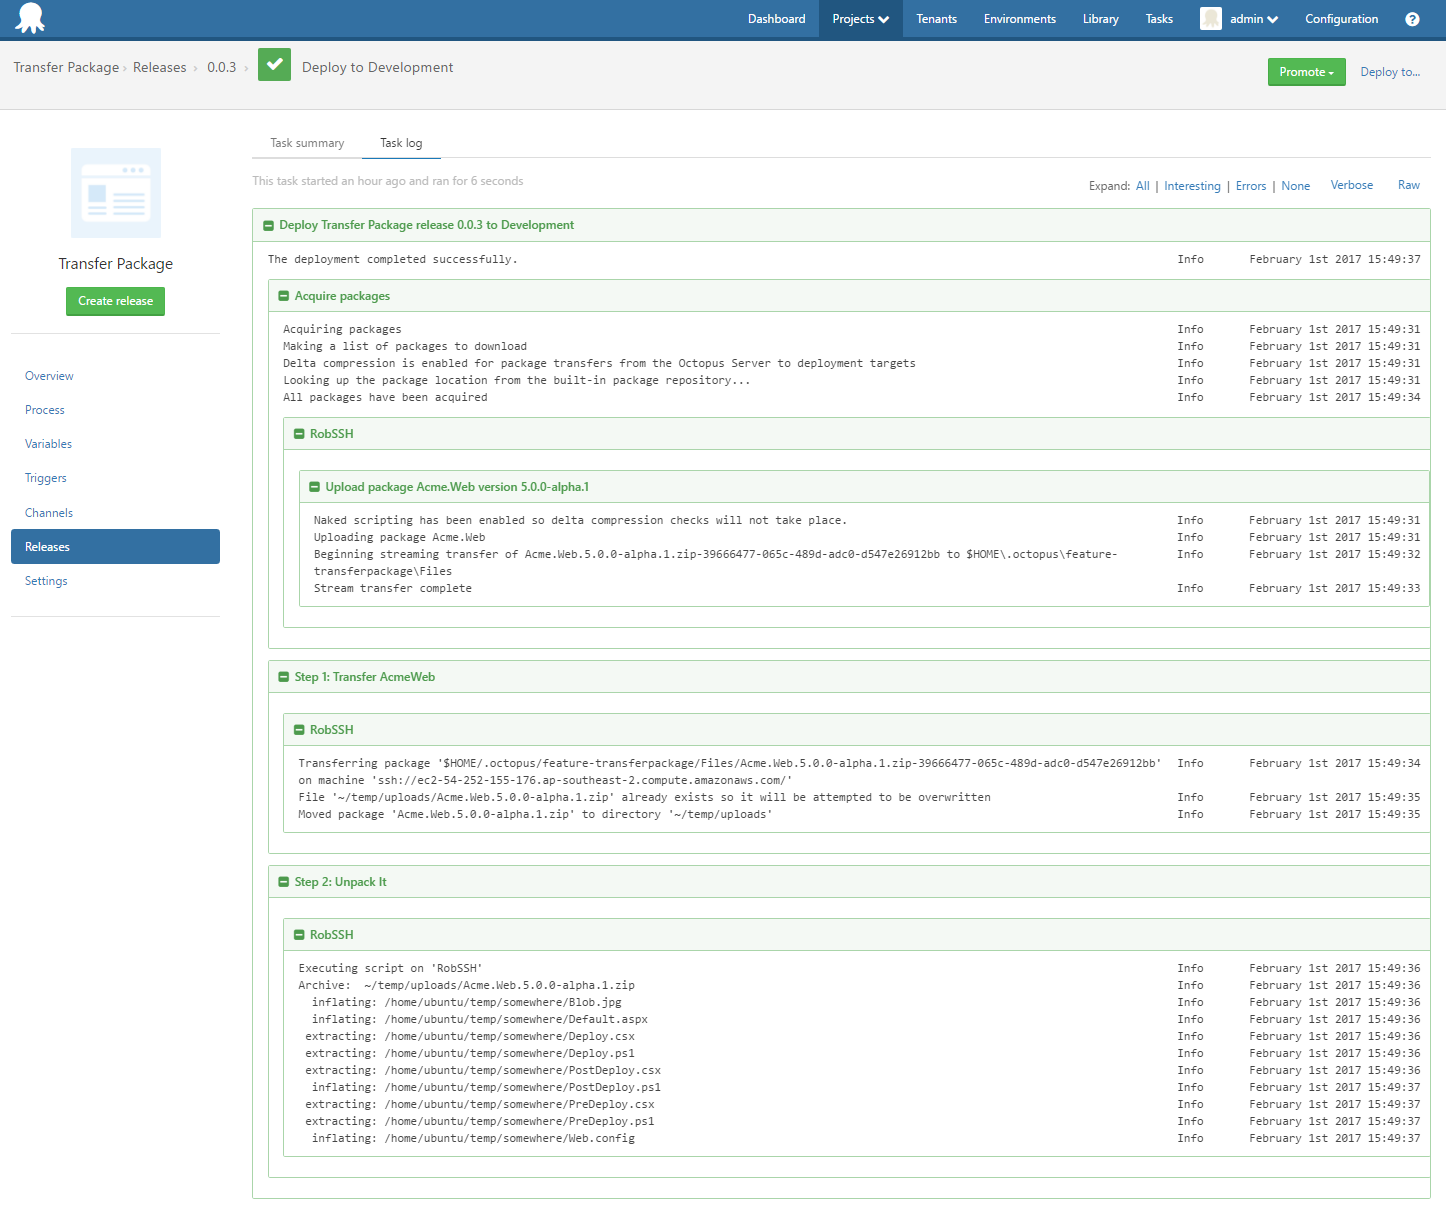 Dashboard Projects Tenants Environments Library Tasks admin Configuration ?
Transfer Package › Releases › 0.0.3 › Deploy to Development
Promote Deploy to...
Task summary Task log
This task started an hour ago and ran for 6 seconds
Expand: All | Interesting | Errors | None Verbose Raw
Transfer Package
Create release
Overview
Process
Variables
Triggers
Channels
Releases
Settings
Deploy Transfer Package release 0.0.3 to Development
The deployment completed successfully. Info February 1st 2017 15:49:37
Acquire packages
Acquiring packages Info February 1st 2017 15:49:31
Making a list of packages to download Info February 1st 2017 15:49:31
Delta compression is enabled for package transfers from the Octopus Server to deployment targets Info February 1st 2017 15:49:31
Looking up the package location from the built-in package repository... Info February 1st 2017 15:49:31
All packages have been acquired Info February 1st 2017 15:49:34
RobSSH
Upload package Acme.Web version 5.0.0-alpha.1
Naked scripting has been enabled so delta compression checks will not take place. Info February 1st 2017 15:49:31
Uploading package Acme.Web Info February 1st 2017 15:49:31
Beginning streaming transfer of Acme.Web.5.0.0-alpha.1.zip-39666477-065c-489d-adc0-d547e26912bb to $HOME\.octopus\feature- Info February 1st 2017 15:49:32
transferpackage\Files
Stream transfer complete Info February 1st 2017 15:49:33
Step 1: Transfer AcmeWeb
RobSSH
Transferring package '$HOME/.octopus/feature-transferpackage/Files/Acme.Web.5.0.0-alpha.1.zip-39666477-065c-489d-adc0-d547e26912bb' Info February 1st 2017 15:49:34
on machine 'ssh://ec2-54-252-155-176.ap-southeast-2.compute.amazonaws.com/'
File '~/temp/uploads/Acme.Web.5.0.0-alpha.1.zip' already exists so it will be attempted to be overwritten Info February 1st 2017 15:49:35
Moved package 'Acme.Web.5.0.0-alpha.1.zip' to directory '~/temp/uploads' Info February 1st 2017 15:49:35
Step 2: Unpack It
RobSSH
Executing script on 'RobSSH' Info February 1st 2017 15:49:36
Archive: ~/temp/uploads/Acme.Web.5.0.0-alpha.1.zip Info February 1st 2017 15:49:36
inflating: /home/ubuntu/temp/somewhere/Blob.jpg Info February 1st 2017 15:49:36
inflating: /home/ubuntu/temp/somewhere/Default.aspx Info February 1st 2017 15:49:36
extracting: /home/ubuntu/temp/somewhere/Deploy.csx Info February 1st 2017 15:49:36
extracting: /home/ubuntu/temp/somewhere/Deploy.ps1 Info February 1st 2017 15:49:36
extracting: /home/ubuntu/temp/somewhere/PostDeploy.csx Info February 1st 2017 15:49:36
inflating: /home/ubuntu/temp/somewhere/PostDeploy.ps1 Info February 1st 2017 15:49:37
extracting: /home/ubuntu/temp/somewhere/PreDeploy.csx Info February 1st 2017 15:49:37
extracting: /home/ubuntu/temp/somewhere/PreDeploy.ps1 Info February 1st 2017 15:49:37
inflating: /home/ubuntu/temp/somewhere/Web.config Info February 1st 2017 15:49:37